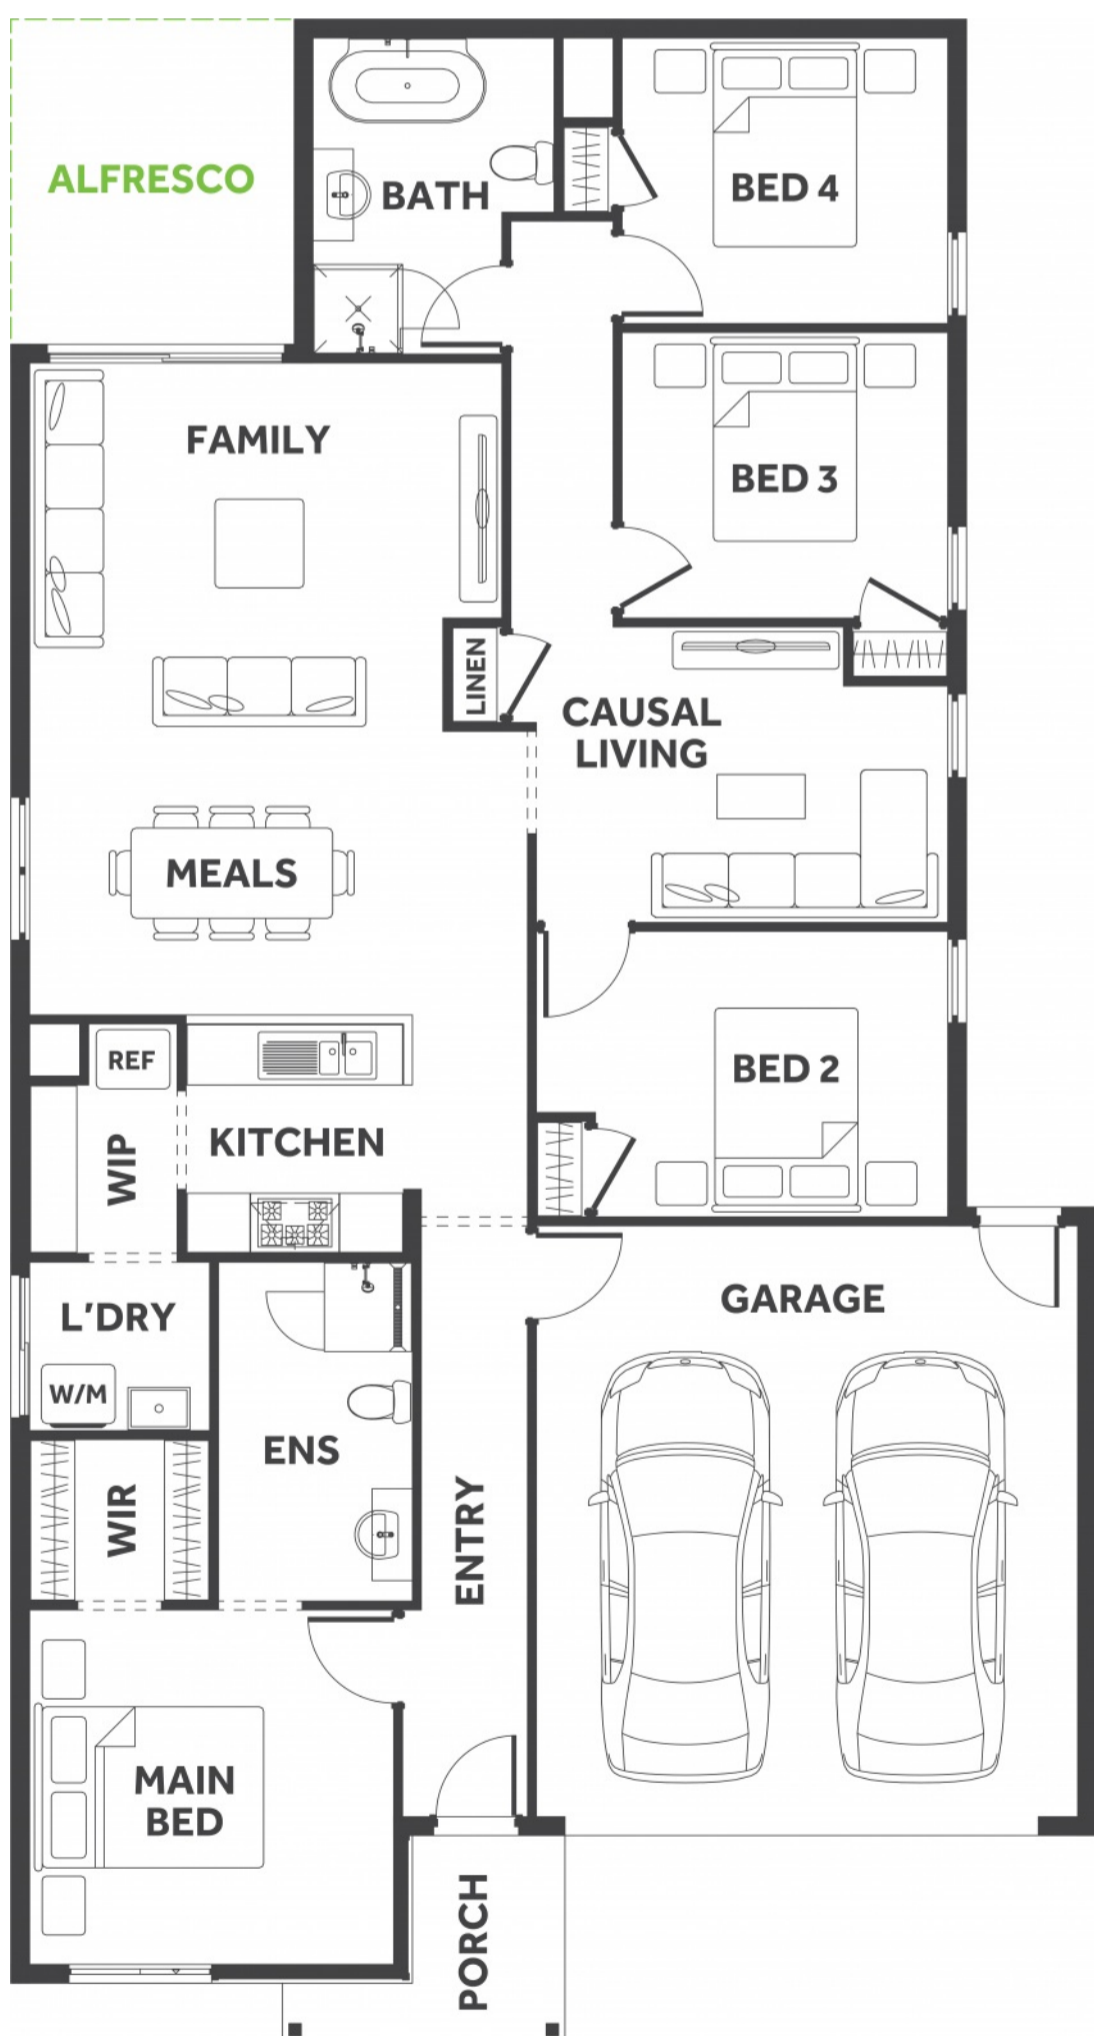 ALFRESCO
BATH
BED 4
FAMILY
BED 3
LINEN
CAUSAL
LIVING
MEALS
REF
BED 2
WIP
KITCHEN
L'DRY
GARAGE
W/M
ENS
WIR
ENTRY
MAIN
BED
PORCH